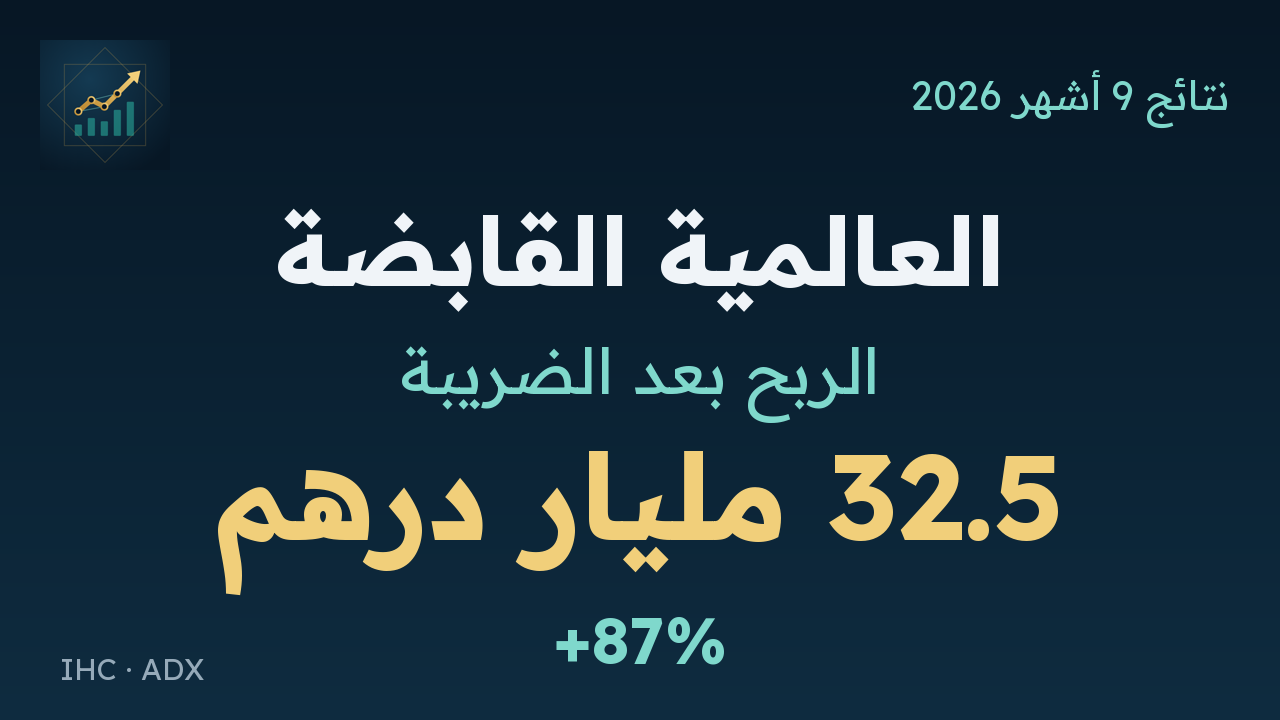 نتائج 9 أشهر 2026
العالمية القابضة
الربح بعد الضريبة
32.5 مليار درهم
+87%
IHC · ADX